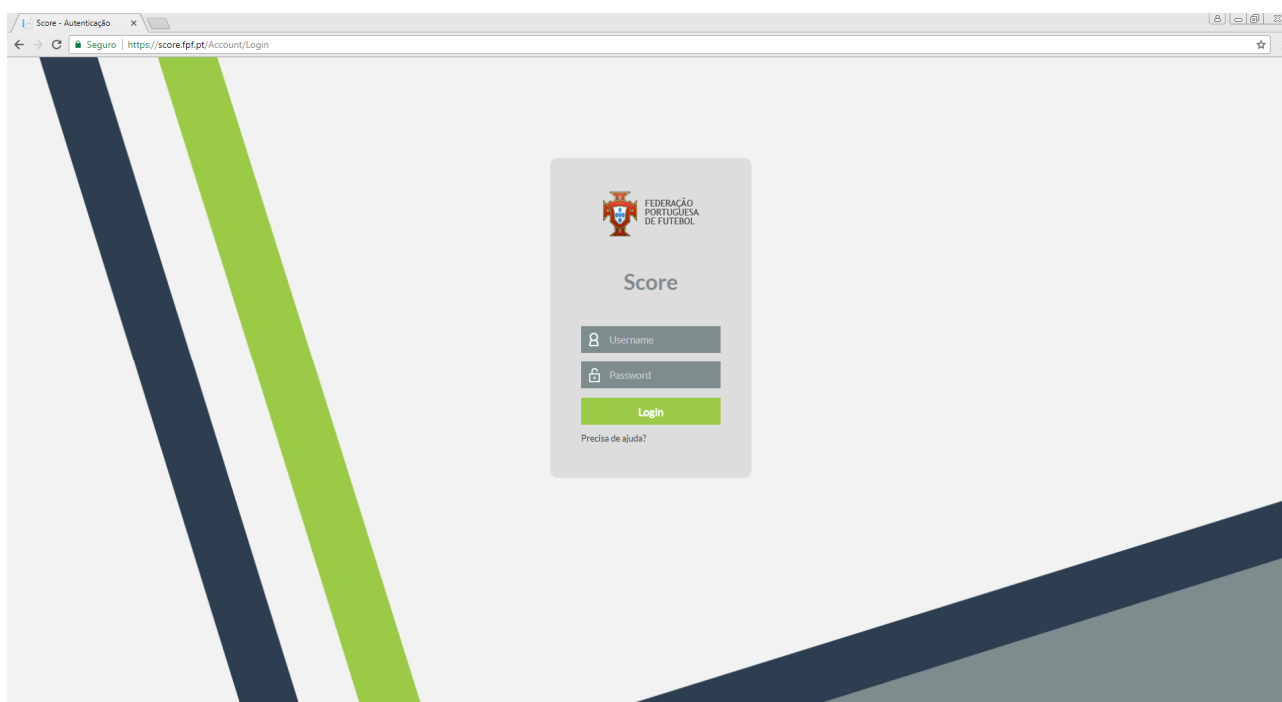 Score - Autenticação
Seguro | https://score.fpf.pt/Account/Login
FEDERAÇÃO
PORTUGUESA
DE FUTEBOL
Score
Username
Password
Login
Precisa de ajuda?